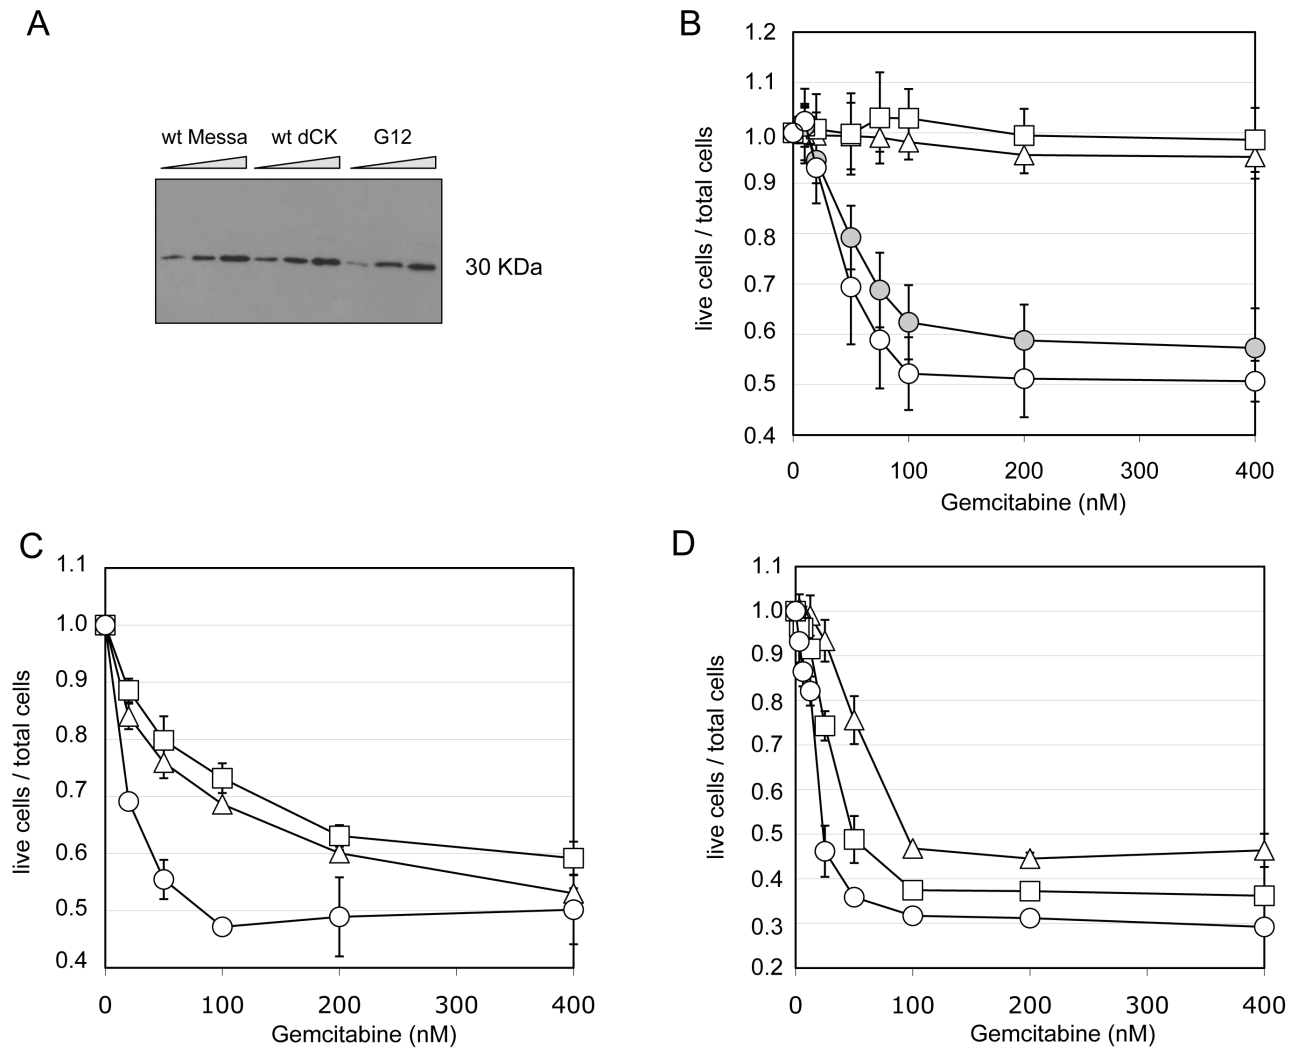 A
wt Messa wt dCK G12
30 KDa
B
1.2
1.1
1.0
0.9
0.8
0.7
0.6
0.5
0.4
live cells / total cells
0 100 200 300 400
Gemcitabine (nM)
C
1.1
1.0
0.9
0.8
0.7
0.6
0.5
0.4
live cells / total cells
0 100 200 300 400
Gemcitabine (nM)
D
1.1
1.0
0.9
0.8
0.7
0.6
0.5
0.4
0.3
0.2
live cells / total cells
0 100 200 300 400
Gemcitabine (nM)